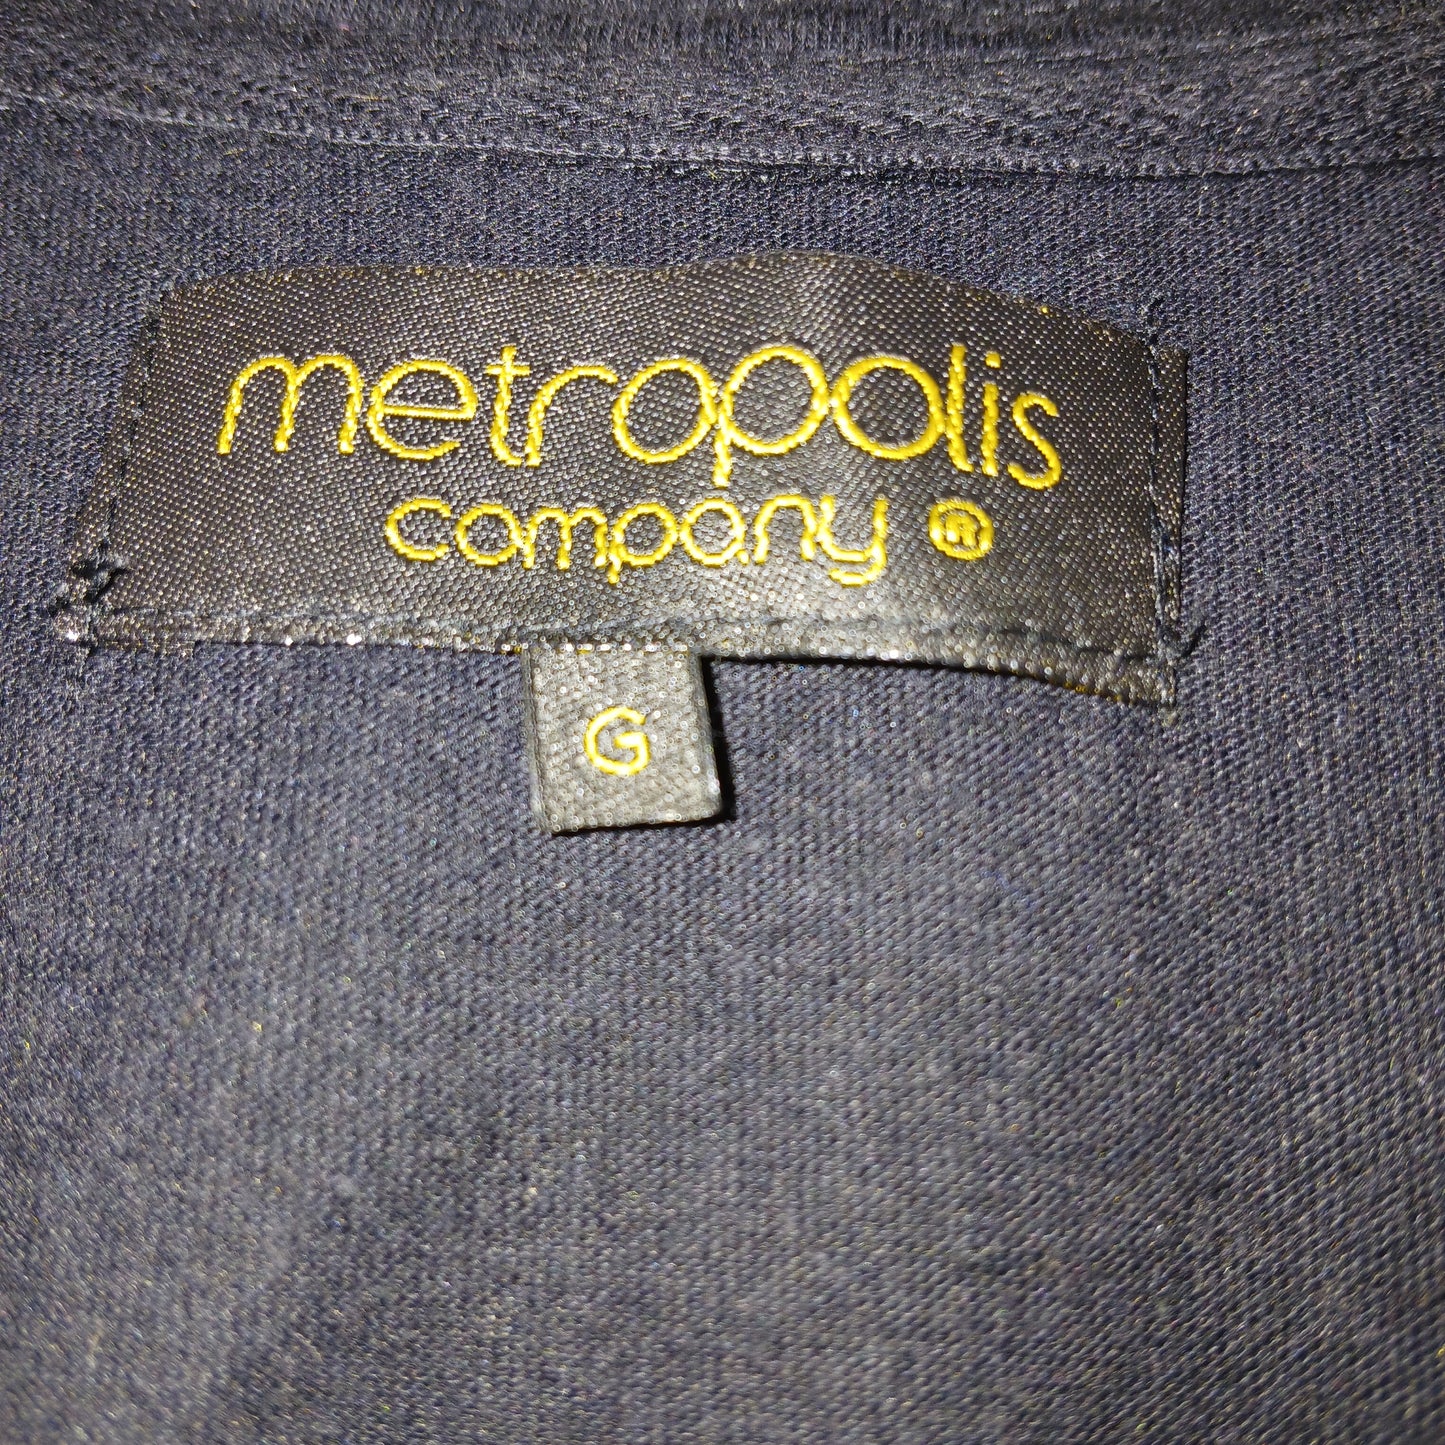 metropolis
company ®
G